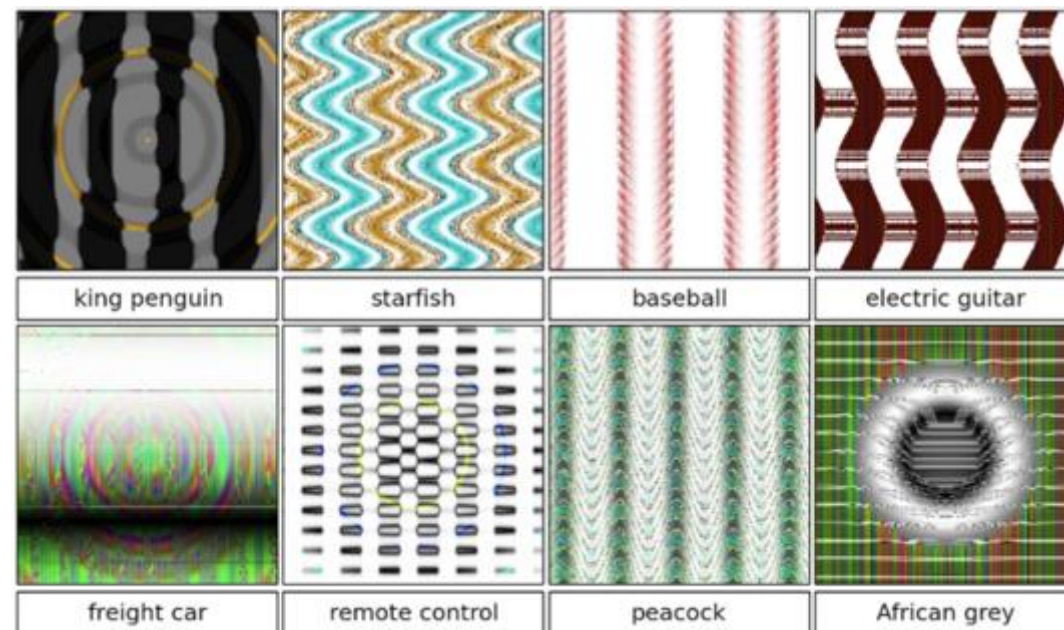 king penguin
starfish
baseball
electric guitar
freight car
remote control
peacock
African grey